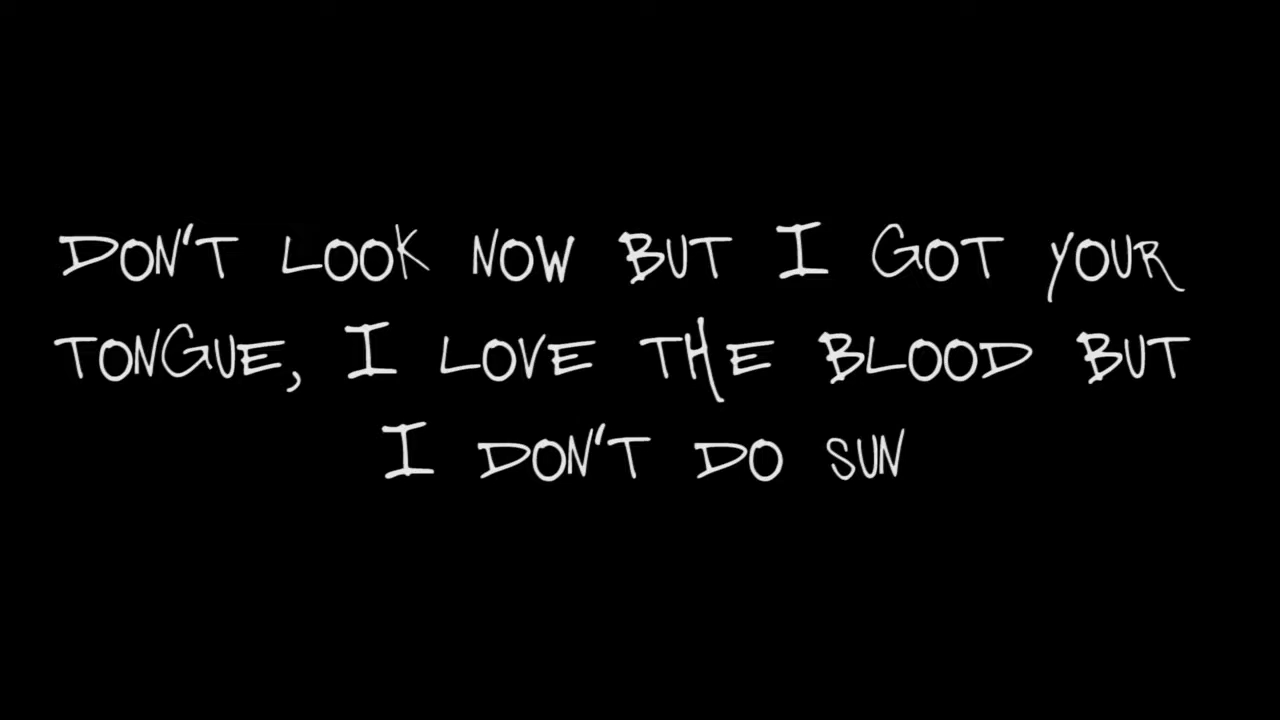 DON'T LOOK NOW BUT I GOT YOUR
TONGUE, I LOVE THE BLOOD BUT
I DON'T DO SUN